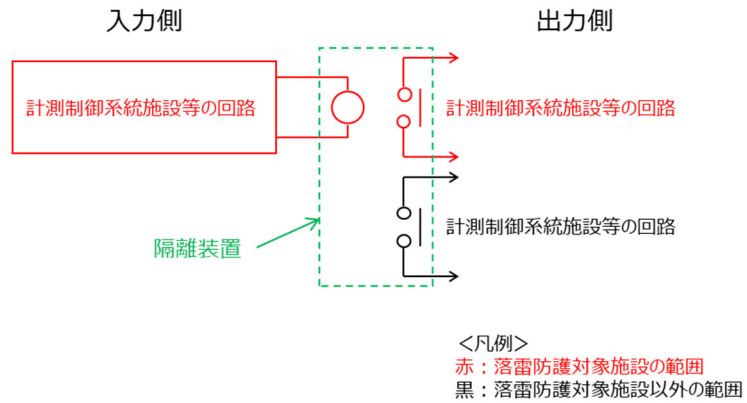 入力側
出力側
計測制御系統施設等の回路
計測制御系統施設等の回路
計測制御系統施設等の回路
隔離装置
＜凡例＞
赤：落雷防護対象施設の範囲
黒：落雷防護対象施設以外の範囲